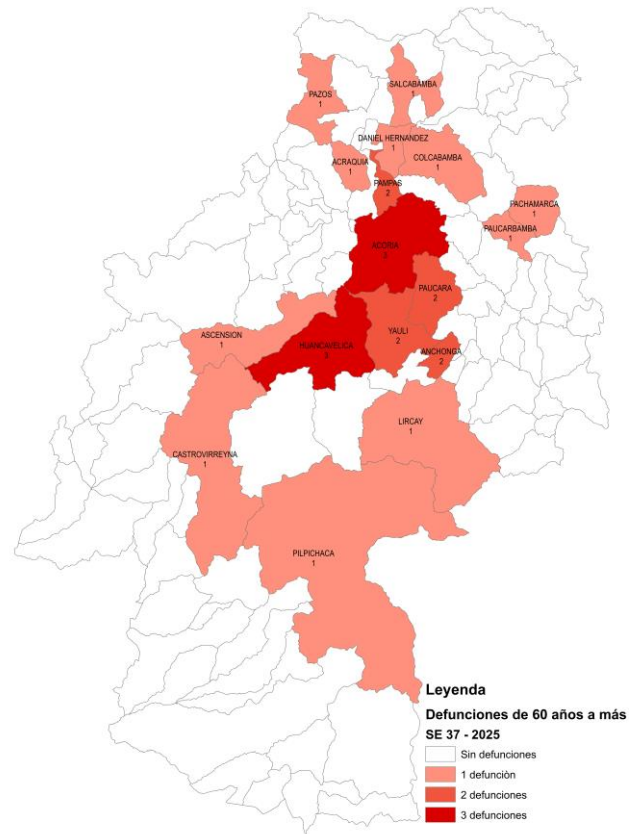 SALCABAMBA
1
PAZOS
1
DANIEL HERNANDEZ
1
COLCABAMBA
1
ACRAQUIA
1
PAMPAS
2
PACHAMARCA
1
PAUCARBAMBA
1
ACORIA
3
PAUCARA
2
ASCENSION
1
HUANCAVELICA
3
YAULI
2
ANCHONGA
2
LIRCAY
1
CASTROVIRREYNA
1
PILPICHACA
1
Leyenda
Defunciones de 60 años a más
SE 37 - 2025
Sin defunciones
1 defunciòn
2 defunciones
3 defunciones